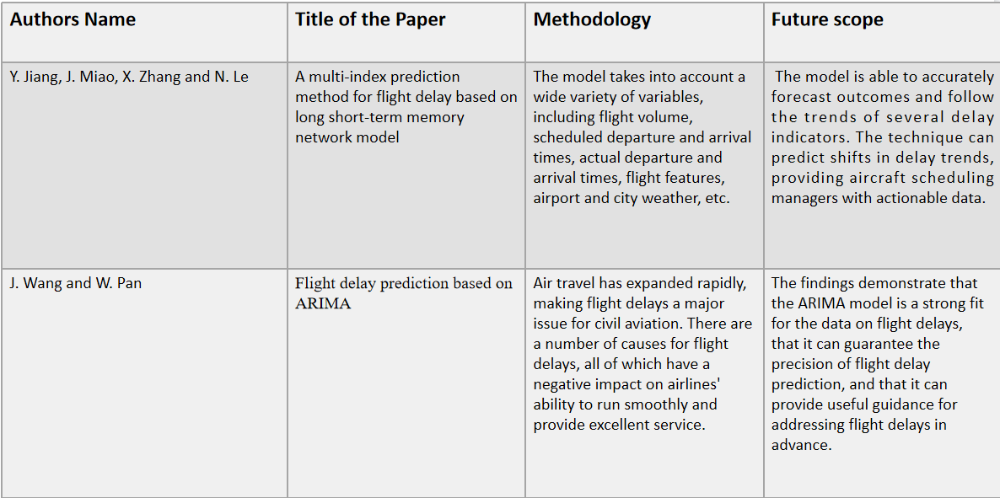 Authors Name
Title of the Paper
Methodology
Future scope
Y. Jiang, J. Miao, X. Zhang and N. Le
A multi-index prediction
method for flight delay based on
long short-term memory
network model
The model takes into account a
wide variety of variables,
including flight volume,
scheduled departure and arrival
times, actual departure and
arrival times, flight features,
airport and city weather, etc.
The model is able to accurately
forecast outcomes and follow
the trends of several delay
indicators. The technique can
predict shifts in delay trends,
providing aircraft scheduling
managers with actionable data.
J. Wang and W. Pan
Flight delay prediction based on
ARIMA
Air travel has expanded rapidly,
making flight delays a major
issue for civil aviation. There are
a number of causes for flight
delays, all of which have a
negative impact on airlines'
ability to run smoothly and
provide excellent service.
The findings demonstrate that
the ARIMA model is a strong fit
for the data on flight delays,
that it can guarantee the
precision of flight delay
prediction, and that it can
provide useful guidance for
addressing flight delays in
advance.